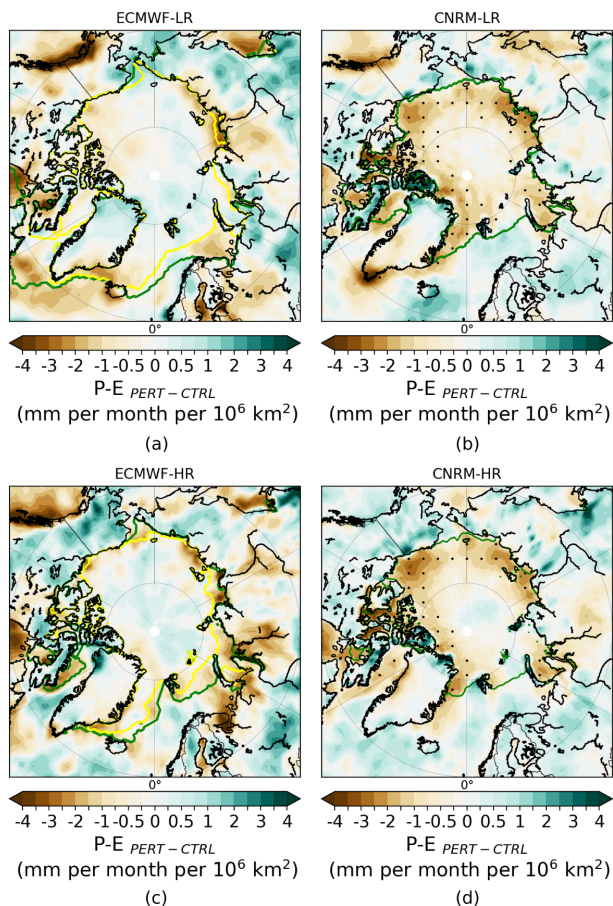 ECMWF-LR
0°
-4 -3 -2 -1 -0.5 0 0.5 1 2 3 4
P-E PERT−CTRL
(mm per month per 10⁶ km²)
(a)
CNRM-LR
0°
-4 -3 -2 -1 -0.5 0 0.5 1 2 3 4
P-E PERT−CTRL
(mm per month per 10⁶ km²)
(b)
ECMWF-HR
0°
-4 -3 -2 -1 -0.5 0 0.5 1 2 3 4
P-E PERT−CTRL
(mm per month per 10⁶ km²)
(c)
CNRM-HR
0°
-4 -3 -2 -1 -0.5 0 0.5 1 2 3 4
P-E PERT−CTRL
(mm per month per 10⁶ km²)
(d)